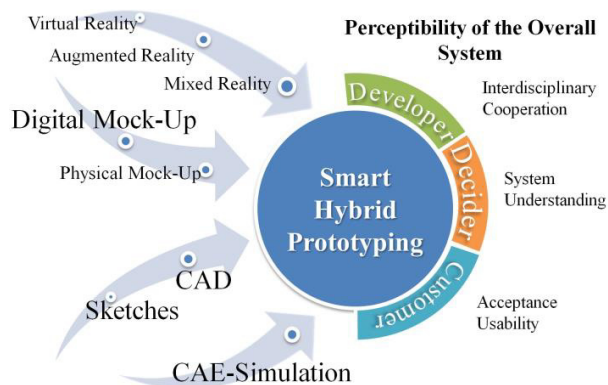 Virtual Reality
Augmented Reality
Mixed Reality
Digital Mock-Up
Physical Mock-Up
CAD
Sketches
CAE-Simulation
Smart
Hybrid
Prototyping
Perceptibility of the Overall
System
Developer
Interdisciplinary
Cooperation
Decider
System
Understanding
Customer
Acceptance
Usability